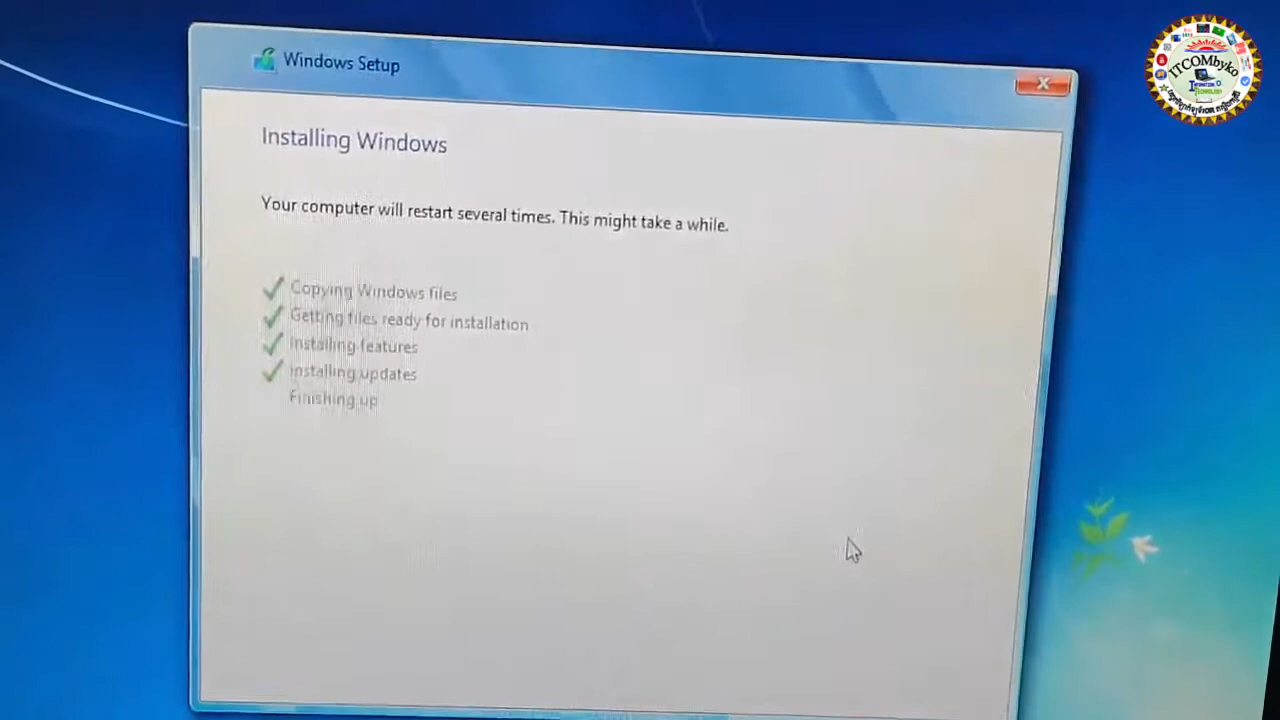 Windows Setup
Installing Windows
Your computer will restart several times. This might take a while.
Copying Windows files
Getting files ready for installation
Installing features
Installing updates
Finishing up
ITCOMbyko